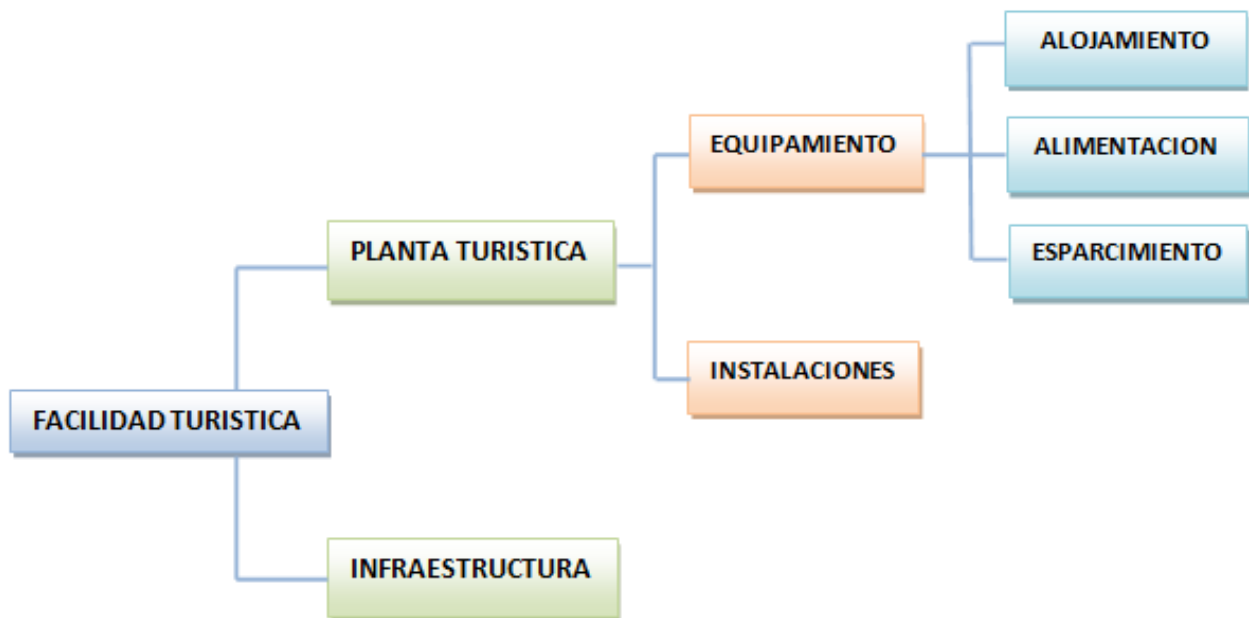 ALOJAMIENTO
EQUIPAMIENTO
ALIMENTACION
PLANTA TURISTICA
ESPARCIMIENTO
INSTALACIONES
FACILIDAD TURISTICA
INFRAESTRUCTURA